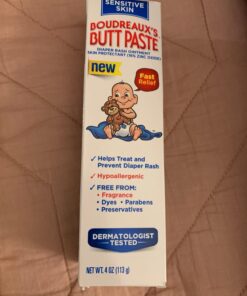 SENSITIVE
SKIN
BOUDREAUX'S
BUTT PASTE
DIAPER RASH OINTMENT
SKIN PROTECTANT (16% ZINC OXIDE)
new
Fast
Relief
✓ Helps Treat and
Prevent Diaper Rash
✓ Hypoallergenic
✓ FREE FROM:
• Fragrance
• Dyes • Parabens
• Preservatives
DERMATOLOGIST
TESTED
NET WT. 4 OZ (113 g)